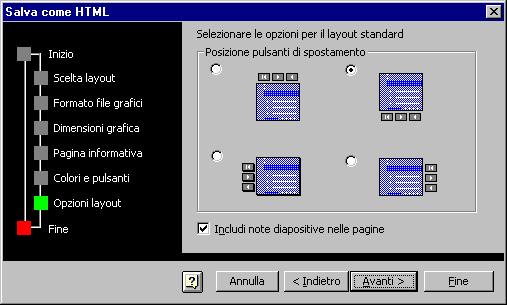 Salva come HTML
Inizio
Scelta layout
Formato file grafici
Dimensioni grafica
Pagina informativa
Colori e pulsanti
Opzioni layout
Fine
Selezionare le opzioni per il layout standard
Posizione pulsanti di spostamento
Includi note diapositive nelle pagine
?
Annulla
< Indietro
Avanti >
Fine